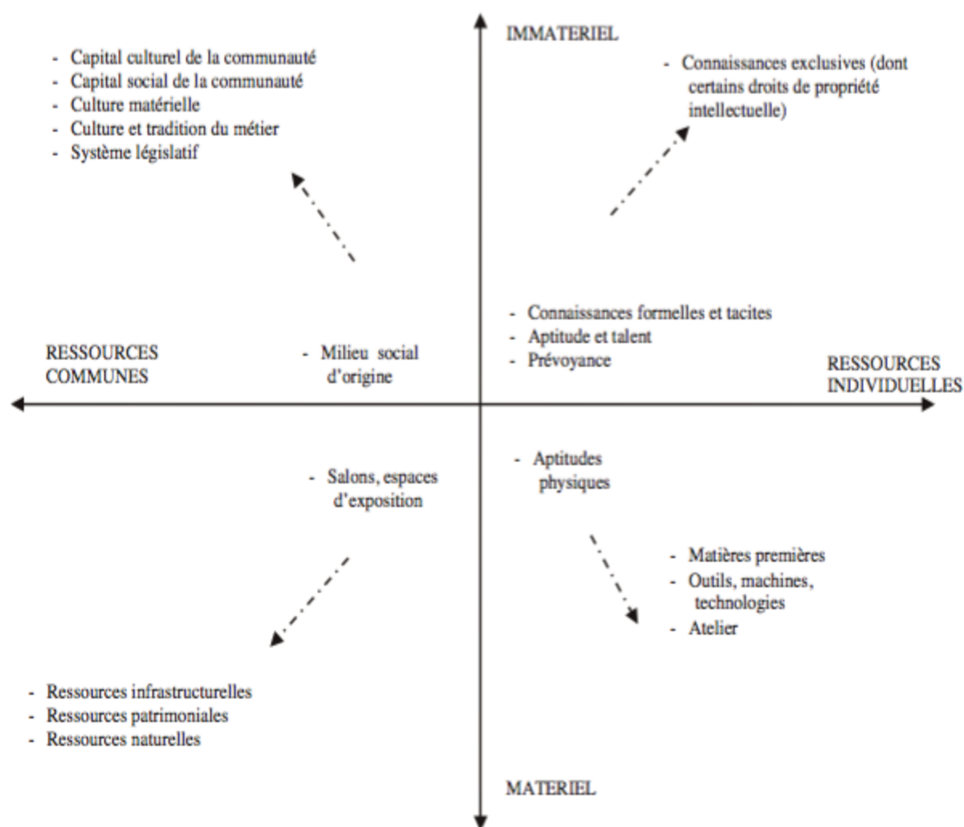 IMMATERIEL
- Capital culturel de la communauté
- Capital social de la communauté
- Culture matérielle
- Culture et tradition du métier
- Système législatif
- Connaissances exclusives (dont
certains droits de propriété
intellectuelle)
- Connaissances formelles et tacites
- Aptitude et talent
- Prévoyance
RESSOURCES
COMMUNES
- Milieu social
d'origine
RESSOURCES
INDIVIDUELLES
- Salons, espaces
d'exposition
- Aptitudes
physiques
- Matières premières
- Outils, machines,
technologies
- Atelier
- Ressources infrastructurelles
- Ressources patrimoniales
- Ressources naturelles
MATERIEL